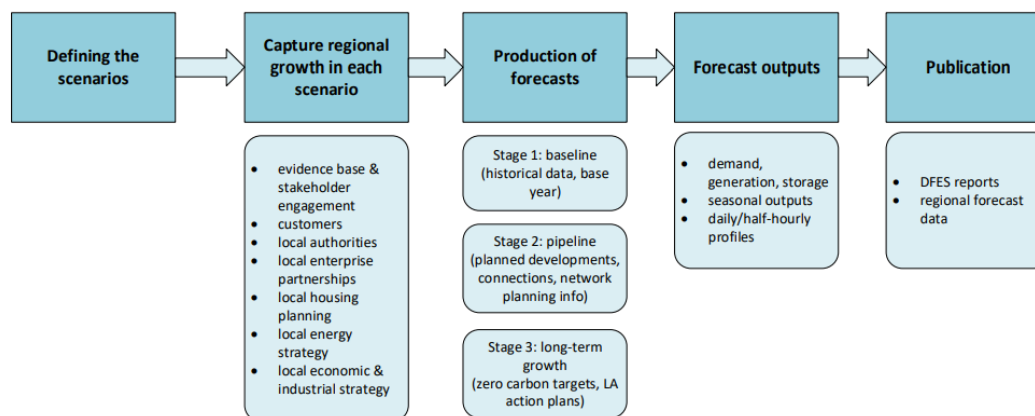 Defining the
scenarios
Capture regional
growth in each
scenario
Production of
forecasts
Forecast outputs
Publication
• evidence base &
stakeholder
engagement
• customers
• local authorities
• local enterprise
partnerships
• local housing
planning
• local energy
strategy
• local economic &
industrial strategy
Stage 1: baseline
(historical data, base
year)
Stage 2: pipeline
(planned developments,
connections, network
planning info)
Stage 3: long-term
growth
(zero carbon targets, LA
action plans)
• demand,
generation, storage
• seasonal outputs
• daily/half-hourly
profiles
• DFES reports
• regional forecast
data